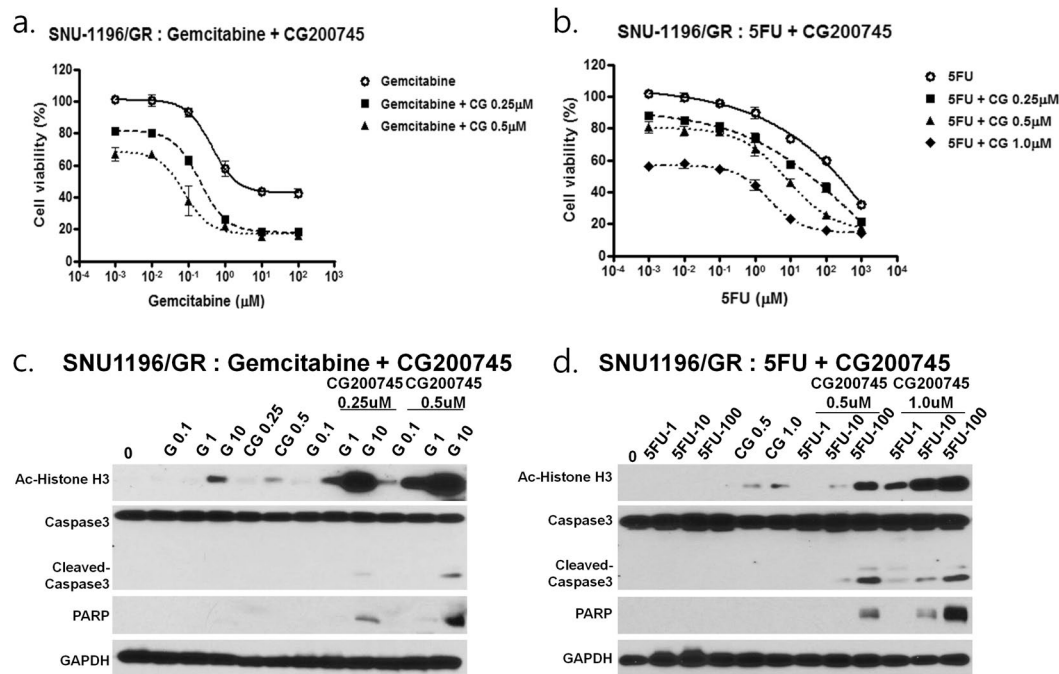 a.
SNU-1196/GR : Gemcitabine + CG200745
Cell viability (%)
120
100
80
60
40
20
0
10-4 10-3 10-2 10-1 100 101 102 103
Gemcitabine (μM)
Gemcitabine
Gemcitabine + CG 0.25μM
Gemcitabine + CG 0.5μM
b.
SNU-1196/GR : 5FU + CG200745
Cell viability (%)
120
100
80
60
40
20
0
10-4 10-3 10-2 10-1 100 101 102 103 104
5FU (μM)
5FU
5FU + CG 0.25μM
5FU + CG 0.5μM
5FU + CG 1.0μM
c.
SNU1196/GR : Gemcitabine + CG200745
CG200745 CG200745
0.25uM 0.5uM
0 G 0.1 G 1 G 10 CG 0.25 CG 0.5 G 0.1 G 1 G 10 G 0.1 G 1 G 10
Ac-Histone H3
Caspase3
Cleaved-
Caspase3
PARP
GAPDH
d.
SNU1196/GR : 5FU + CG200745
CG200745 CG200745
0.5uM 1.0uM
0 5FU-1 5FU-10 5FU-100 CG 0.5 CG 1.0 5FU-1 5FU-10 5FU-100 5FU-1 5FU-10 5FU-100
Ac-Histone H3
Caspase3
Cleaved-
Caspase3
PARP
GAPDH